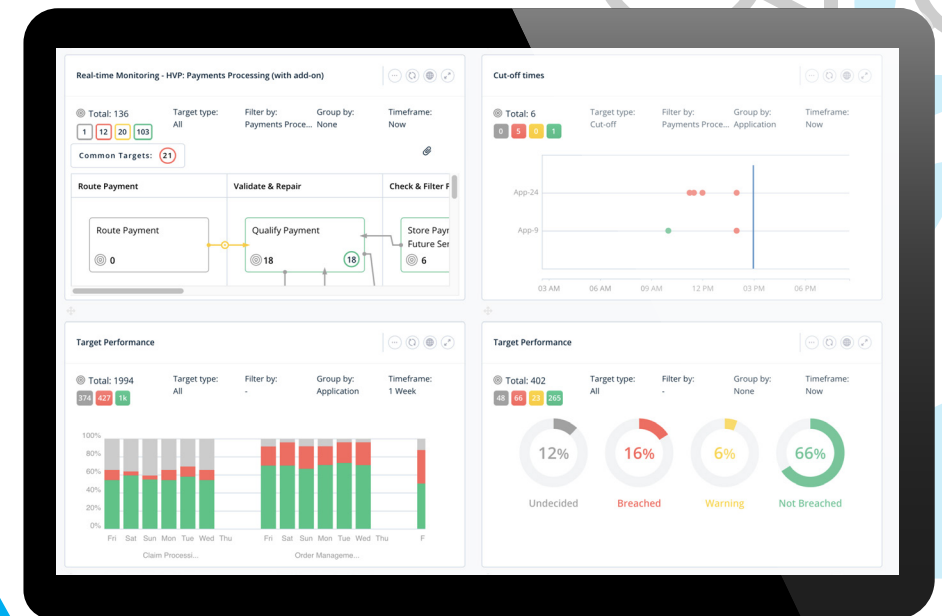 Real-time Monitoring - HVP: Payments Processing (with add-on)
Total: 136
Target type:
Filter by:
Group by:
Timeframe:
All
Payments Proce...
None
Now
1
12
20
103
Common Targets: 21
Route Payment
Validate & Repair
Check & Filter F
Route Payment
0
Qualify Payment
18
18
Store Payr
Future Ser
6
Cut-off times
Total: 6
Target type:
Filter by:
Group by:
Timeframe:
Cut-off
Payments Proce...
Application
Now
0
5
0
1
App-24
App-9
03 AM
06 AM
09 AM
12 PM
03 PM
06 PM
Target Performance
Total: 1994
Target type:
Filter by:
Group by:
Timeframe:
All
-
Application
1 Week
374
427
1k
100%
80%
60%
40%
20%
0%
Fri Sat Sun Mon Tue Wed Thu
Fri Sat Sun Mon Tue Wed Thu
F
Claim Processi...
Order Manageme...
Target Performance
Total: 402
Target type:
Filter by:
Group by:
Timeframe:
All
-
None
Now
48
66
23
265
12%
16%
6%
66%
Undecided
Breached
Warning
Not Breached